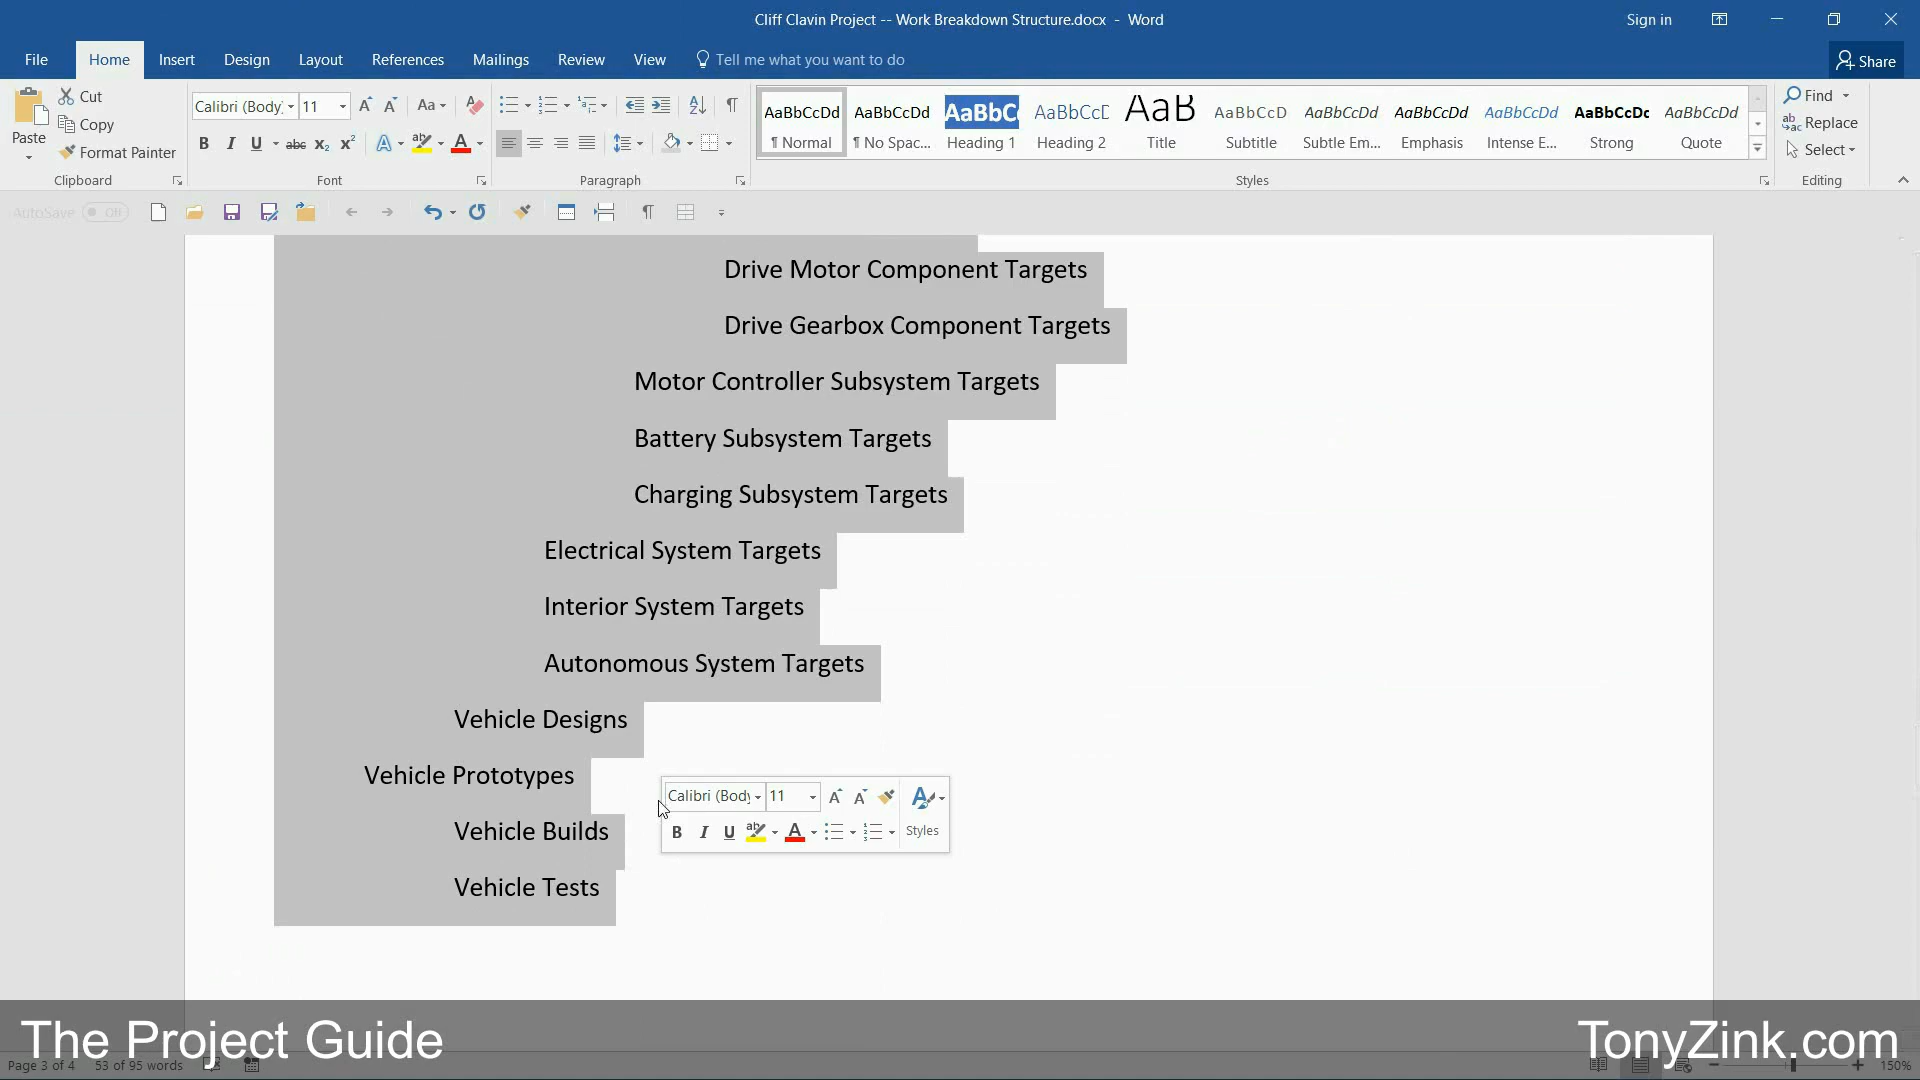 Cliff Clavin Project -- Work Breakdown Structure.docx - Word
Sign in
File Home Insert Design Layout References Mailings Review View Tell me what you want to do
Share
Paste
Cut
Copy
Format Painter
Clipboard
Calibri (Body) 11
Font
Paragraph
AaBbCcDd AaBbCcDd AaBbC AaBbCcD AaB AaBbCcD AaBbCcDd AaBbCcDd AaBbCcDd AaBbCcDc AaBbCcDd
¶ Normal ¶ No Spac... Heading 1 Heading 2 Title Subtitle Subtle Em... Emphasis Intense E... Strong Quote
Styles
Find
Replace
Select
Editing
AutoSave Off
Drive Motor Component Targets
Drive Gearbox Component Targets
Motor Controller Subsystem Targets
Battery Subsystem Targets
Charging Subsystem Targets
Electrical System Targets
Interior System Targets
Autonomous System Targets
Vehicle Designs
Vehicle Prototypes
Calibri (Body 11
Styles
Vehicle Builds
Vehicle Tests
The Project Guide
TonyZink.com
Page 3 of 4 53 of 95 words
150%